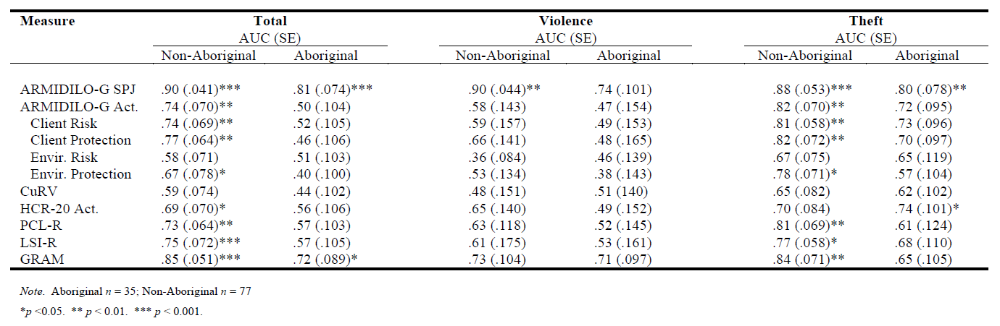 Measure Total Violence Theft
AUC (SE) AUC (SE) AUC (SE)
Non-Aboriginal Aboriginal Non-Aboriginal Aboriginal Non-Aboriginal Aboriginal
ARMIDILO-G SPJ .90 (.041)*** .81 (.074)*** .90 (.044)** .74 (.101) .88 (.053)*** .80 (.078)**
ARMIDILO-G Act. .74 (.070)** .50 (.104) .58 (.143) .47 (.154) .82 (.070)** .72 (.095)
Client Risk .74 (.069)** .52 (.105) .59 (.157) .49 (.153) .81 (.058)** .73 (.096)
Client Protection .77 (.064)** .46 (.106) .66 (.141) .48 (.165) .82 (.072)** .70 (.097)
Envir. Risk .58 (.071) .51 (.103) .36 (.084) .46 (.139) .67 (.075) .65 (.119)
Envir. Protection .67 (.078)* .40 (.100) .53 (.134) .38 (.143) .78 (.071)* .57 (.104)
CuRV .59 (.074) .44 (.102) .48 (.151) .51 (140) .65 (.082) .62 (.102)
HCR-20 Act. .69 (.070)* .56 (.106) .65 (.140) .49 (.152) .70 (.084) .74 (.101)*
PCL-R .73 (.064)** .57 (.103) .63 (.118) .52 (.145) .81 (.069)** .61 (.124)
LSI-R .75 (.072)*** .57 (.105) .61 (.175) .53 (.161) .77 (.058)* .68 (.110)
GRAM .85 (.051)*** .72 (.089)* .73 (.104) .71 (.097) .84 (.071)** .65 (.105)
Note. Aboriginal n = 35; Non-Aboriginal n = 77
*p <0.05. ** p < 0.01. *** p < 0.001.